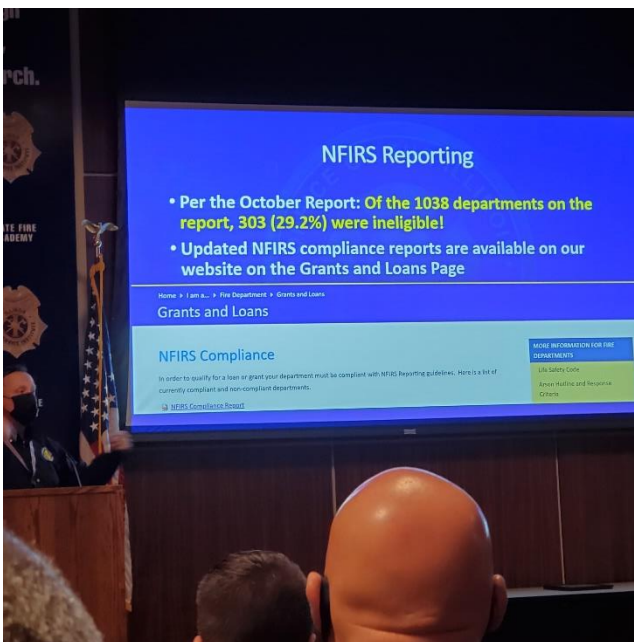 rch.
TE FIRE
ADEMY
NFIRS Reporting
• Per the October Report: Of the 1038 departments on the
report, 303 (29.2%) were ineligible!
• Updated NFIRS compliance reports are available on our
website on the Grants and Loans Page
Home > I am a... > Fire Department > Grants and Loans
Grants and Loans
NFIRS Compliance
In order to qualify for a loan or grant your department must be compliant with NFIRS Reporting guidelines. Here is a list of
currently compliant and non-compliant departments.
NFIRS Compliance Report
MORE INFORMATION FOR FIRE
DEPARTMENTS
Life Safety Code
Arson Hotline and Response
Criteria